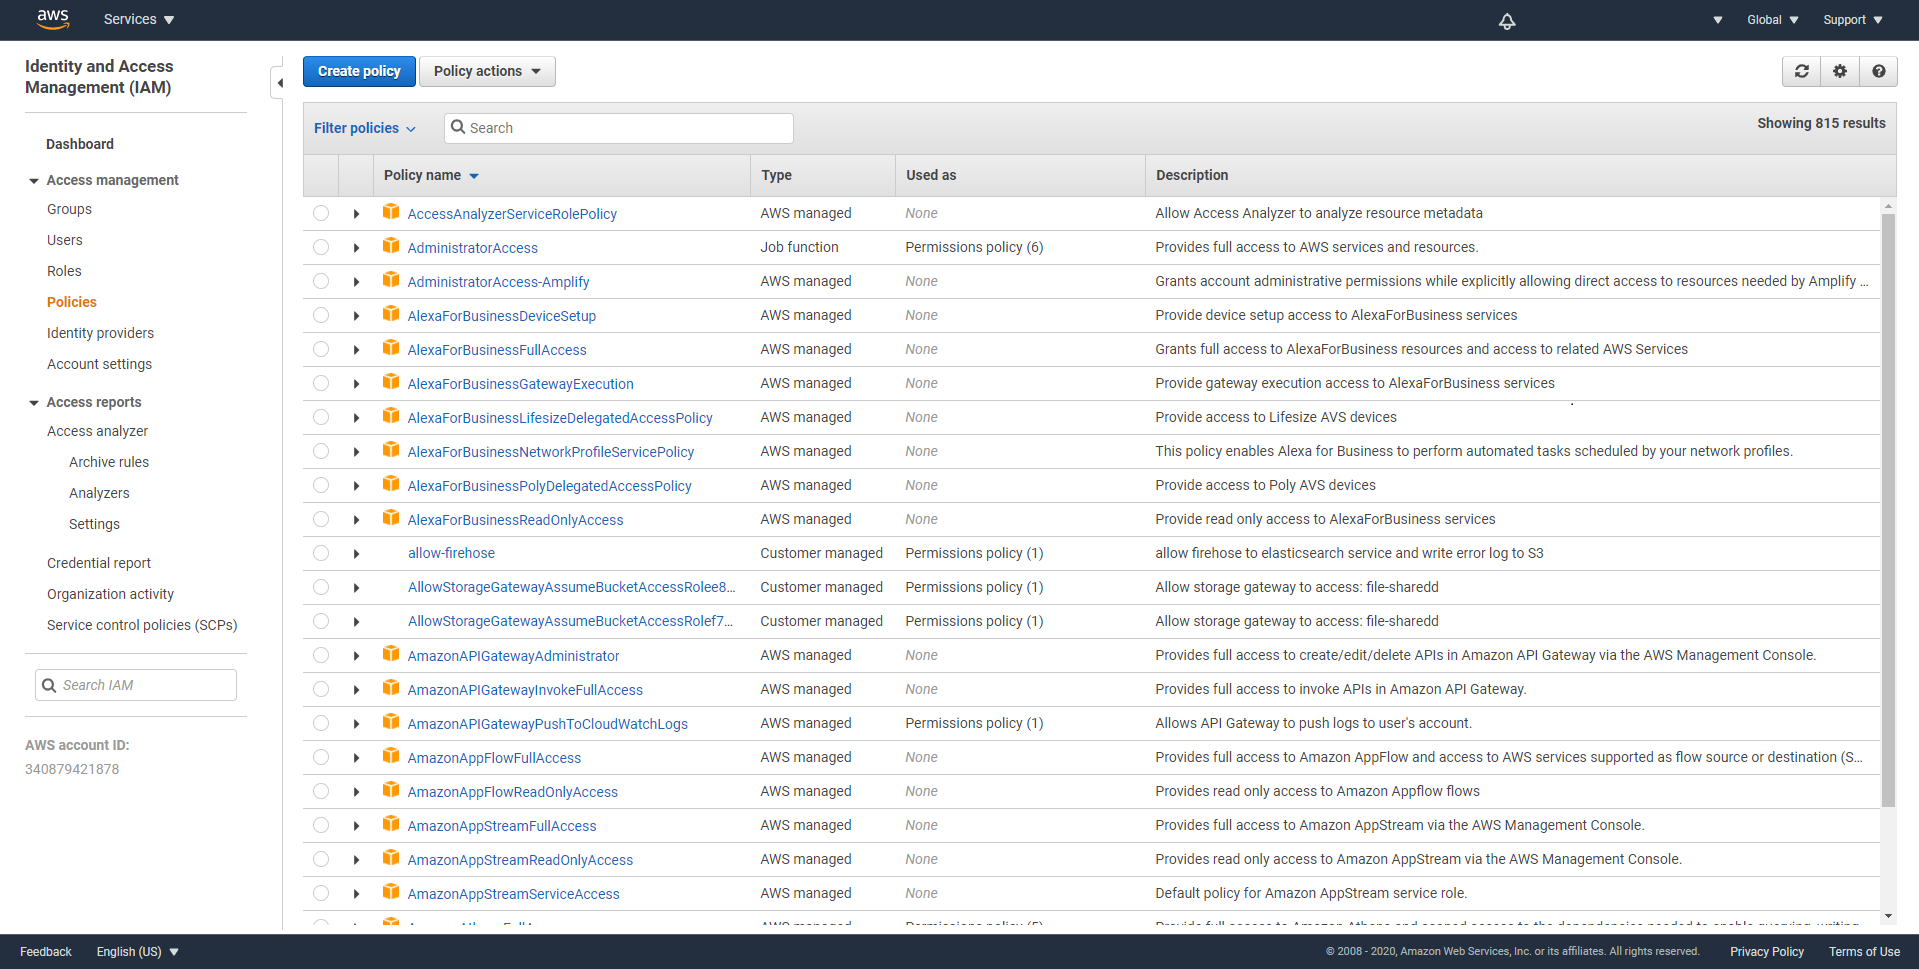 aws
Services
Global
Support
Identity and Access
Management (IAM)
Dashboard
Access management
Groups
Users
Roles
Policies
Identity providers
Account settings
Access reports
Access analyzer
Archive rules
Analyzers
Settings
Credential report
Organization activity
Service control policies (SCPs)
Search IAM
AWS account ID:
340879421878
Create policy
Policy actions
Filter policies
Search
Showing 815 results
Policy name Type Used as Description
AccessAnalyzerServiceRolePolicy AWS managed None Allow Access Analyzer to analyze resource metadata
AdministratorAccess Job function Permissions policy (6) Provides full access to AWS services and resources.
AdministratorAccess-Amplify AWS managed None Grants account administrative permissions while explicitly allowing direct access to resources needed by Amplify ...
AlexaForBusinessDeviceSetup AWS managed None Provide device setup access to AlexaForBusiness services
AlexaForBusinessFullAccess AWS managed None Grants full access to AlexaForBusiness resources and access to related AWS Services
AlexaForBusinessGatewayExecution AWS managed None Provide gateway execution access to AlexaForBusiness services
AlexaForBusinessLifesizeDelegatedAccessPolicy AWS managed None Provide access to Lifesize AVS devices
AlexaForBusinessNetworkProfileServicePolicy AWS managed None This policy enables Alexa for Business to perform automated tasks scheduled by your network profiles.
AlexaForBusinessPolyDelegatedAccessPolicy AWS managed None Provide access to Poly AVS devices
AlexaForBusinessReadOnlyAccess AWS managed None Provide read only access to AlexaForBusiness services
allow-firehose Customer managed Permissions policy (1) allow firehose to elasticsearch service and write error log to S3
AllowStorageGatewayAssumeBucketAccessRolee8... Customer managed Permissions policy (1) Allow storage gateway to access: file-sharedd
AllowStorageGatewayAssumeBucketAccessRolef7... Customer managed Permissions policy (1) Allow storage gateway to access: file-sharedd
AmazonAPIGatewayAdministrator AWS managed None Provides full access to create/edit/delete APIs in Amazon API Gateway via the AWS Management Console.
AmazonAPIGatewayInvokeFullAccess AWS managed None Provides full access to invoke APIs in Amazon API Gateway.
AmazonAPIGatewayPushToCloudWatchLogs AWS managed Permissions policy (1) Allows API Gateway to push logs to user's account.
AmazonAppFlowFullAccess AWS managed None Provides full access to Amazon AppFlow and access to AWS services supported as flow source or destination (S...
AmazonAppFlowReadOnlyAccess AWS managed None Provides read only access to Amazon Appflow flows
AmazonAppStreamFullAccess AWS managed None Provides full access to Amazon AppStream via the AWS Management Console.
AmazonAppStreamReadOnlyAccess AWS managed None Provides read only access to Amazon AppStream via the AWS Management Console.
AmazonAppStreamServiceAccess AWS managed None Default policy for Amazon AppStream service role.
Feedback
English (US)
© 2008 - 2020, Amazon Web Services, Inc. or its affiliates. All rights reserved.
Privacy Policy
Terms of Use